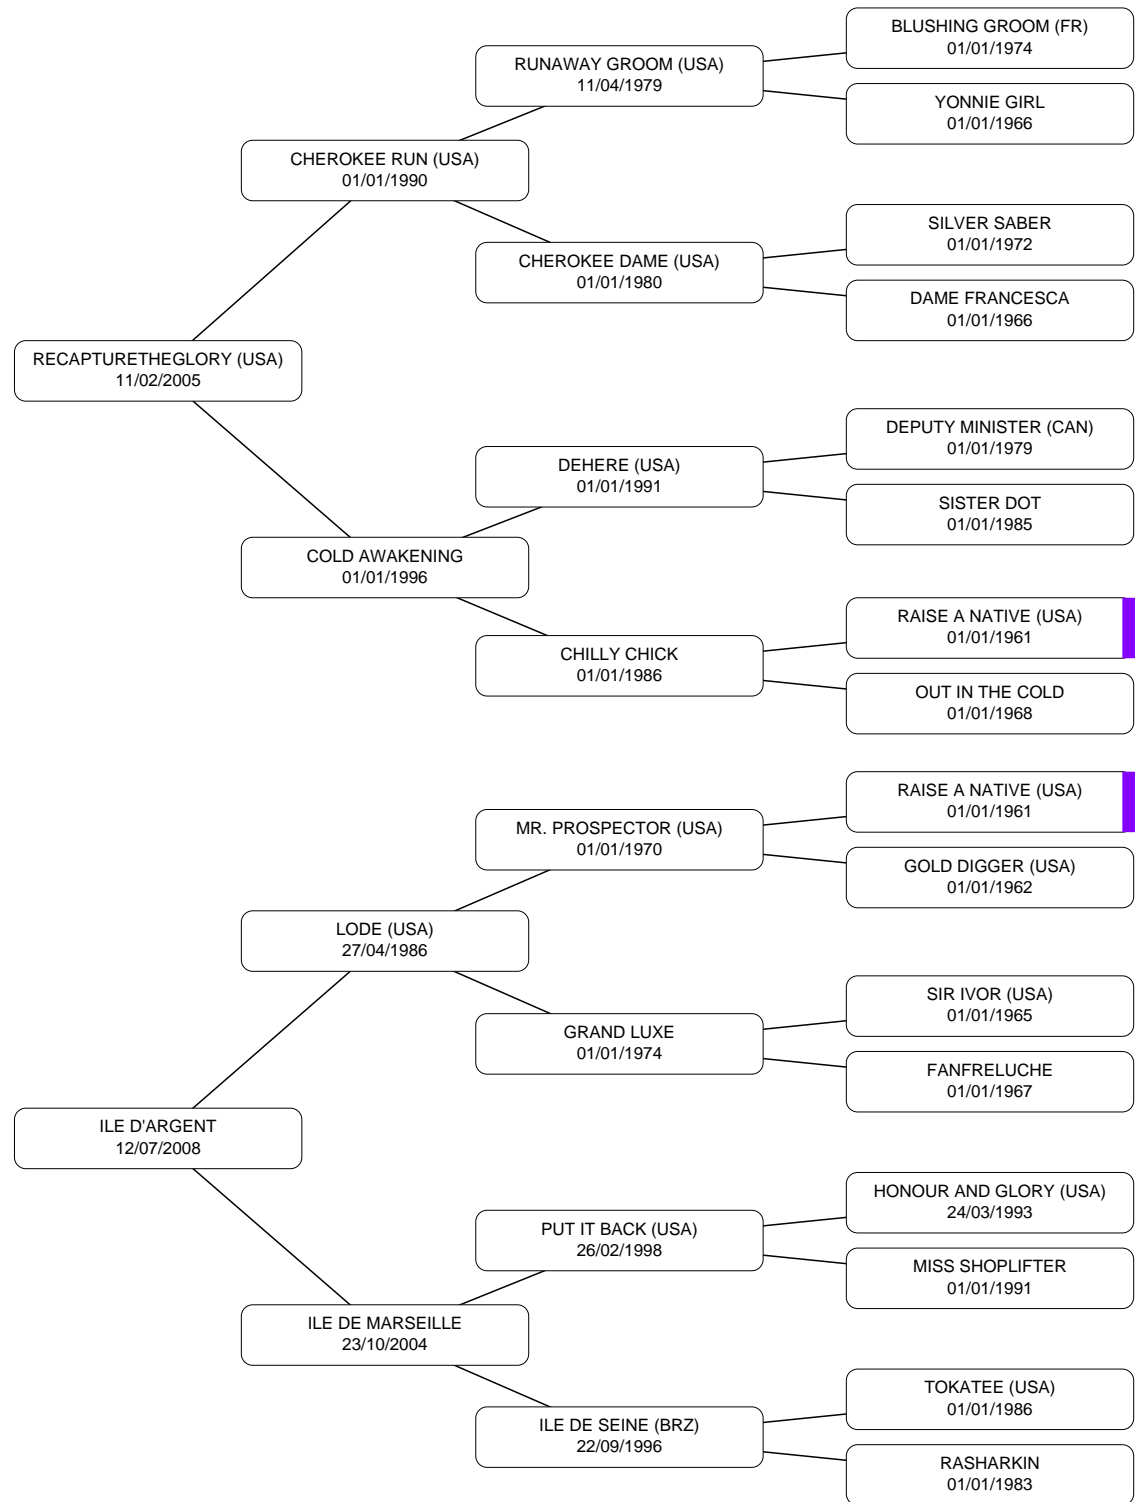 BLUSHING GROOM (FR)
01/01/1974
RUNAWAY GROOM (USA)
11/04/1979
YONNIE GIRL
01/01/1966
CHEROKEE RUN (USA)
01/01/1990
SILVER SABER
01/01/1972
CHEROKEE DAME (USA)
01/01/1980
DAME FRANCESCA
01/01/1966
RECAPTURETHEGLORY (USA)
11/02/2005
DEPUTY MINISTER (CAN)
01/01/1979
DEHERE (USA)
01/01/1991
SISTER DOT
01/01/1985
COLD AWAKENING
01/01/1996
RAISE A NATIVE (USA)
01/01/1961
CHILLY CHICK
01/01/1986
OUT IN THE COLD
01/01/1968
RAISE A NATIVE (USA)
01/01/1961
MR. PROSPECTOR (USA)
01/01/1970
GOLD DIGGER (USA)
01/01/1962
LODE (USA)
27/04/1986
SIR IVOR (USA)
01/01/1965
GRAND LUXE
01/01/1974
FANFRELUCHE
01/01/1967
ILE D'ARGENT
12/07/2008
HONOUR AND GLORY (USA)
24/03/1993
PUT IT BACK (USA)
26/02/1998
MISS SHOPLIFTER
01/01/1991
ILE DE MARSEILLE
23/10/2004
TOKATEE (USA)
01/01/1986
ILE DE SEINE (BRZ)
22/09/1996
RASHARKIN
01/01/1983